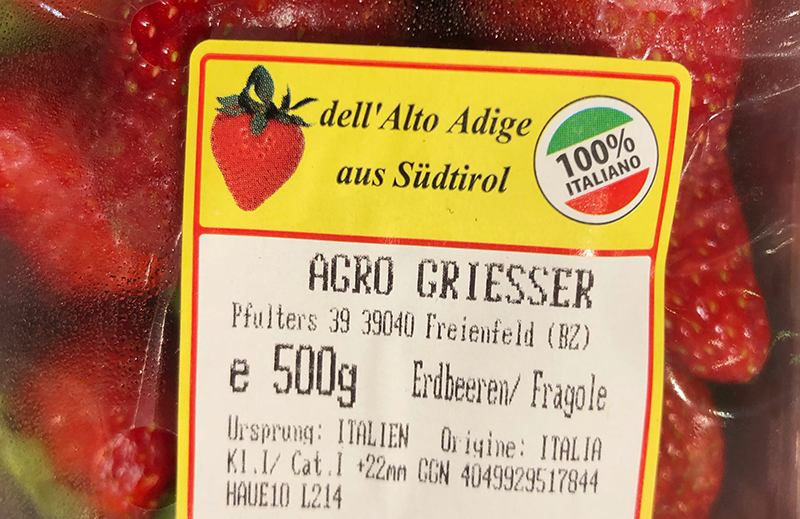 dell'Alto Adige
aus Südtirol
100%
ITALIANO
AGRO GRIESSER
Pfulters 39 39040 Freienfeld (BZ)
e 500g Erdbeeren/ Fragole
Ursprung: ITALIEN Origine: ITALIA
Kl.I/ Cat.I +22mm CGN 4049929517844
HAUE10 L214